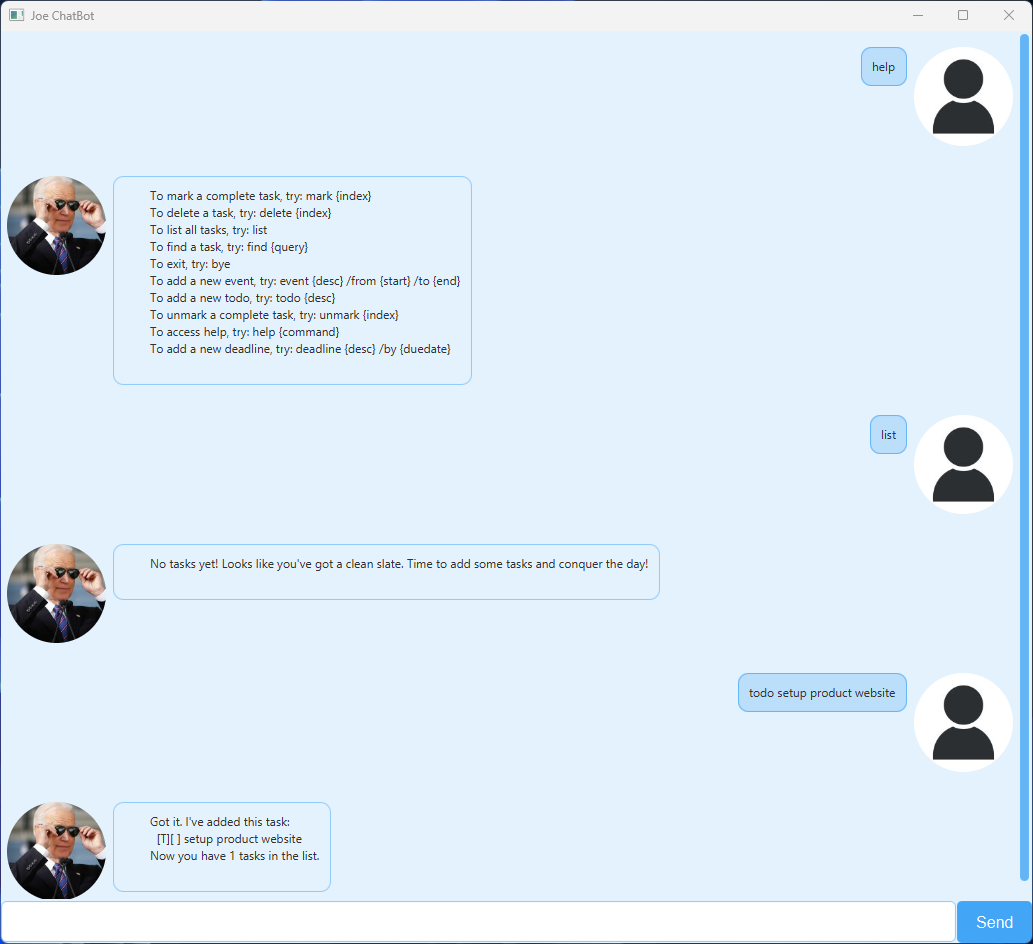 Joe ChatBot
help
To mark a complete task, try: mark {index}
To delete a task, try: delete {index}
To list all tasks, try: list
To find a task, try: find {query}
To exit, try: bye
To add a new event, try: event {desc} /from {start} /to {end}
To add a new todo, try: todo {desc}
To unmark a complete task, try: unmark {index}
To access help, try: help {command}
To add a new deadline, try: deadline {desc} /by {duedate}
list
No tasks yet! Looks like you've got a clean slate. Time to add some tasks and conquer the day!
todo setup product website
Got it. I've added this task:
[T][ ] setup product website
Now you have 1 tasks in the list.
Send